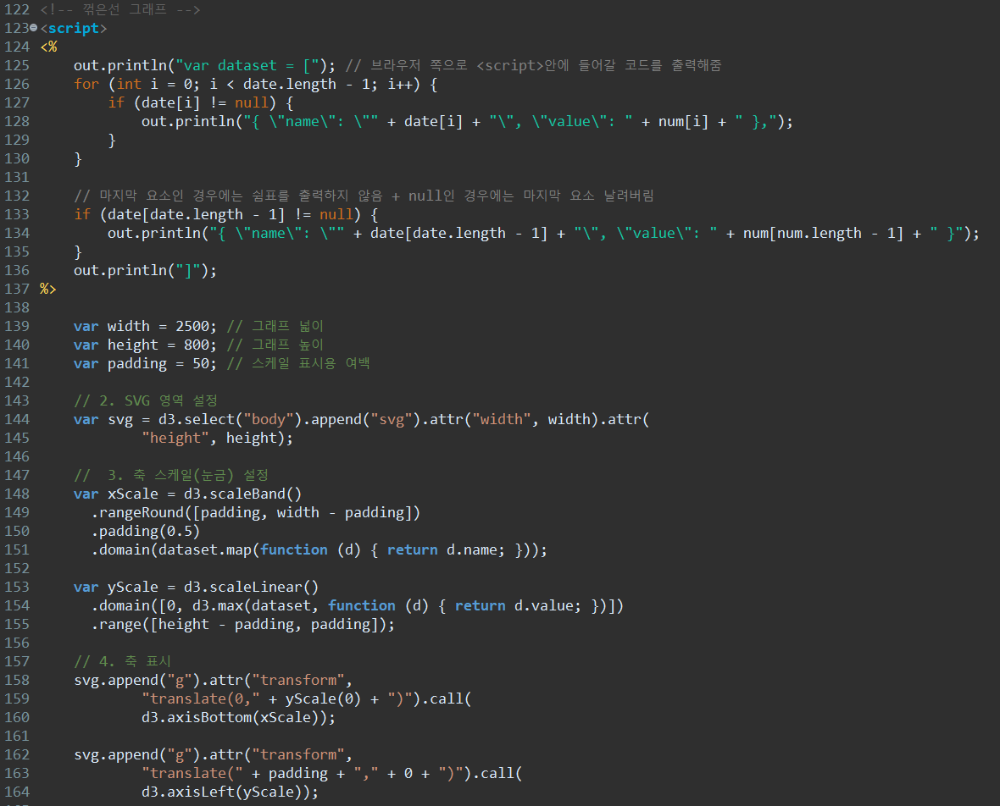 122 <!-- 꺾은선 그래프 -->
123 <script>
124 <%
125     out.println("var dataset = ["); // 브라우저 쪽으로 <script>안에 들어갈 코드를 출력해줌
126     for (int i = 0; i < date.length - 1; i++) {
127         if (date[i] != null) {
128             out.println("{ \"name\": \"" + date[i] + "\", \"value\": " + num[i] + " },");
129         }
130     }
131
132     // 마지막 요소인 경우에는 쉼표를 출력하지 않음 + null인 경우에는 마지막 요소 날려버림
133     if (date[date.length - 1] != null) {
134         out.println("{ \"name\": \"" + date[date.length - 1] + "\", \"value\": " + num[num.length - 1] + " }");
135     }
136     out.println("]");
137 %>
138
139     var width = 2500; // 그래프 넓이
140     var height = 800; // 그래프 높이
141     var padding = 50; // 스케일 표시용 여백
142
143     // 2. SVG 영역 설정
144     var svg = d3.select("body").append("svg").attr("width", width).attr(
145             "height", height);
146
147     //  3. 축 스케일(눈금) 설정
148     var xScale = d3.scaleBand()
149       .rangeRound([padding, width - padding])
150       .padding(0.5)
151       .domain(dataset.map(function (d) { return d.name; }));
152
153     var yScale = d3.scaleLinear()
154       .domain([0, d3.max(dataset, function (d) { return d.value; })])
155       .range([height - padding, padding]);
156
157     // 4. 축 표시
158     svg.append("g").attr("transform",
159             "translate(0," + yScale(0) + ")").call(
160             d3.axisBottom(xScale));
161
162     svg.append("g").attr("transform",
163             "translate(" + padding + "," + 0 + ")").call(
164             d3.axisLeft(yScale));